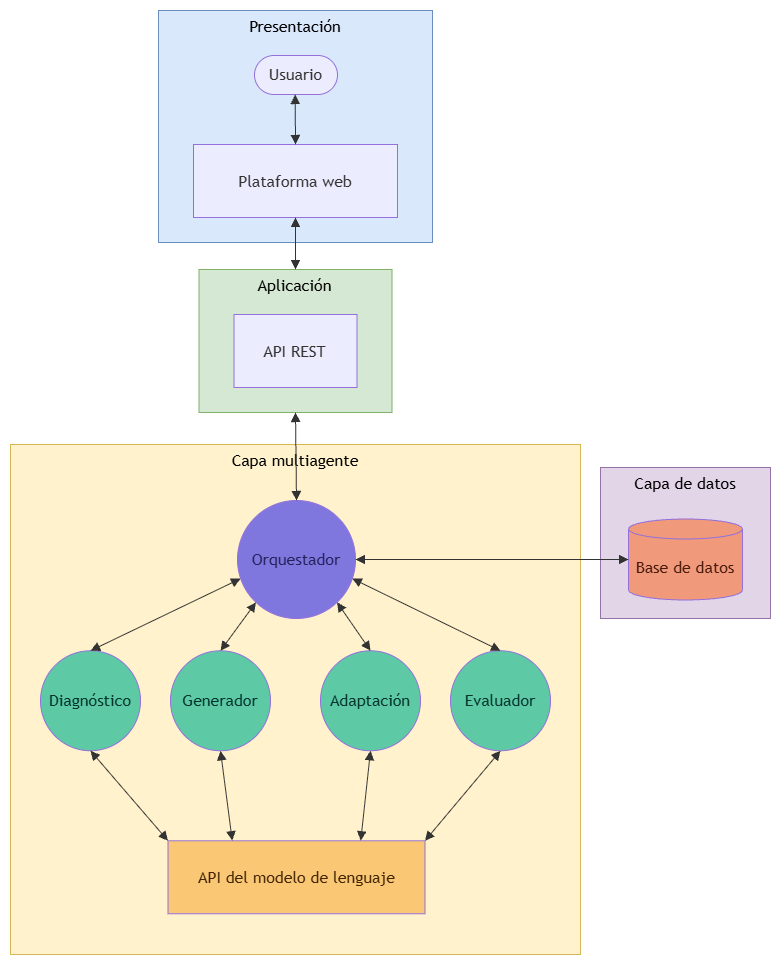 Presentación
Usuario
Plataforma web
Aplicación
API REST
Capa multiagente
Capa de datos
Orquestador
Base de datos
Diagnóstico
Generador
Adaptación
Evaluador
API del modelo de lenguaje